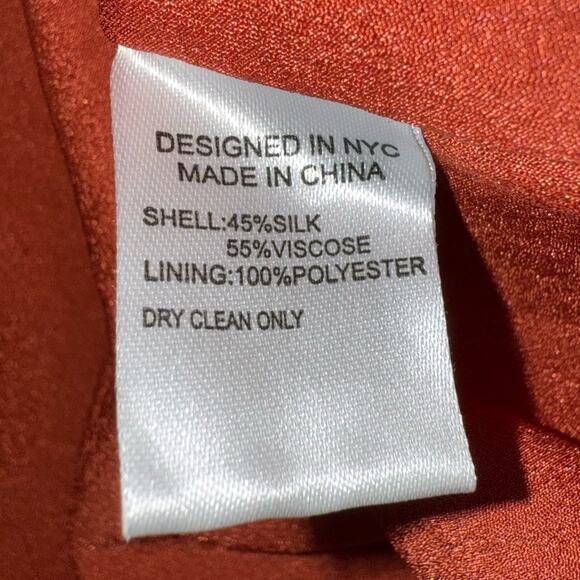 DESIGNED IN NYC
MADE IN CHINA
SHELL:45%SILK
55%VISCOSE
LINING:100%POLYESTER
DRY CLEAN ONLY